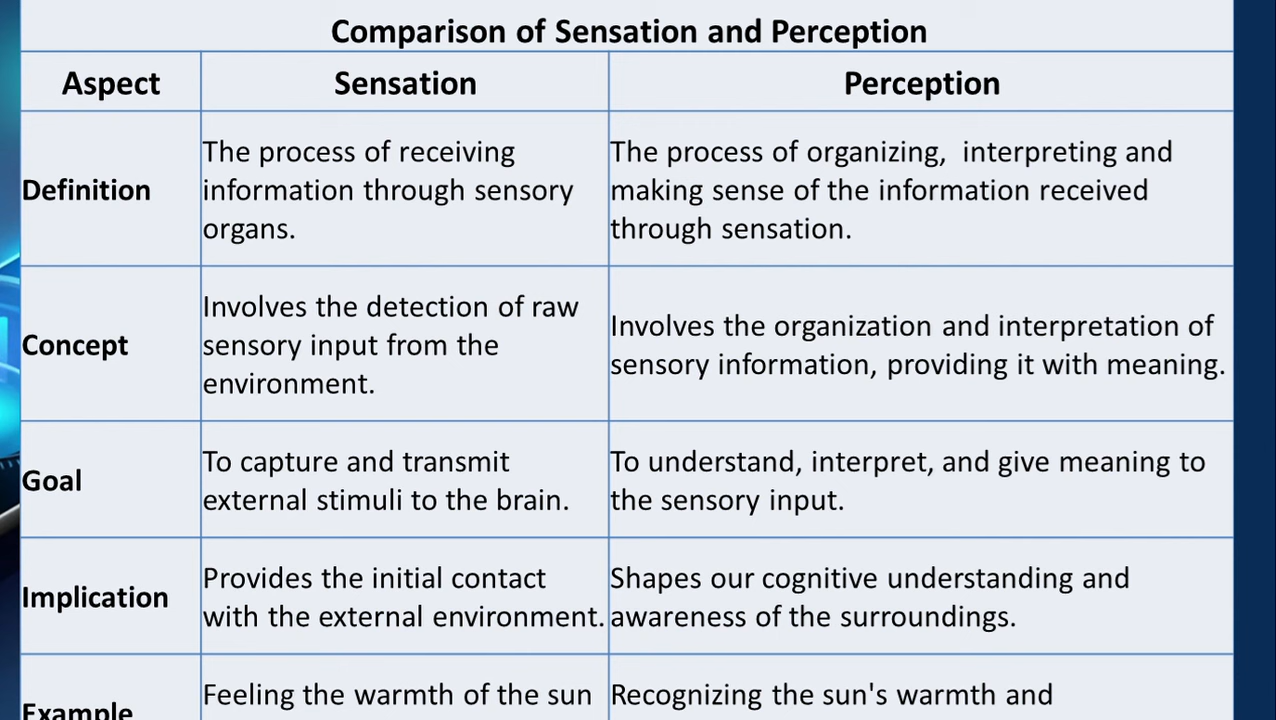 Comparison of Sensation and Perception
Aspect Sensation Perception
Definition
The process of receiving
information through sensory
organs.
The process of organizing,  interpreting and
making sense of the information received
through sensation.
Concept
Involves the detection of raw
sensory input from the
environment.
Involves the organization and interpretation of
sensory information, providing it with meaning.
Goal
To capture and transmit
external stimuli to the brain.
To understand, interpret, and give meaning to
the sensory input.
Implication
Provides the initial contact
with the external environment.
Shapes our cognitive understanding and
awareness of the surroundings.
Example
Feeling the warmth of the sun
Recognizing the sun's warmth and